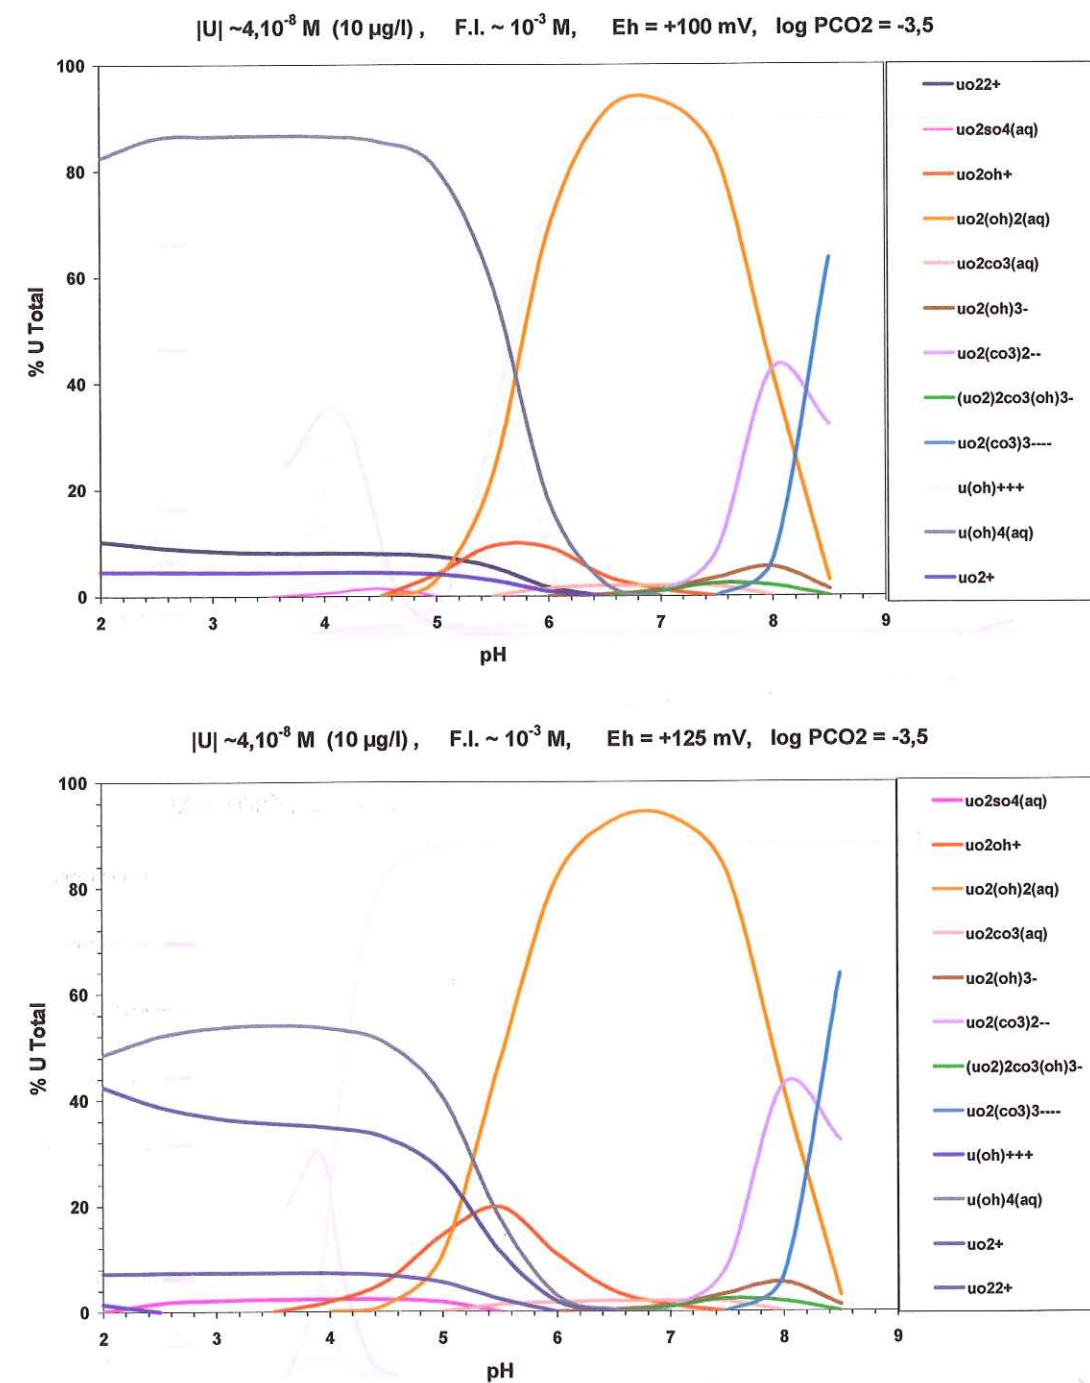 |U| ~4,10-8 M (10 µg/l) , F.I. ~ 10-3 M, Eh = +100 mV, log PCO2 = -3,5
100
80
60
40
20
0
% U Total
2 3 4 5 6 7 8 9
pH
uo22+
uo2so4(aq)
uo2oh+
uo2(oh)2(aq)
uo2co3(aq)
uo2(oh)3-
uo2(co3)2--
(uo2)2co3(oh)3-
uo2(co3)3----
u(oh)+++
u(oh)4(aq)
uo2+
|U| ~4,10-8 M (10 µg/l) , F.I. ~ 10-3 M, Eh = +125 mV, log PCO2 = -3,5
100
80
60
40
20
0
% U Total
2 3 4 5 6 7 8 9
pH
uo2so4(aq)
uo2oh+
uo2(oh)2(aq)
uo2co3(aq)
uo2(oh)3-
uo2(co3)2--
(uo2)2co3(oh)3-
uo2(co3)3----
u(oh)+++
u(oh)4(aq)
uo2+
uo22+